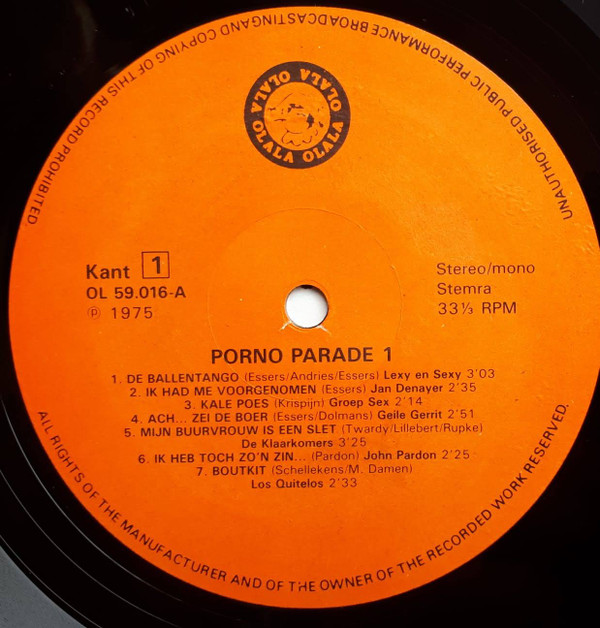 UNAUTHORISED PUBLIC PERFORMANCE BROADCASTING AND COPYING OF THIS RECORD PROHIBITED.
OLALA OLALA OLALA OLALA
Kant 1
OL 59.016-A
℗ 1975
Stereo/mono
Stemra
33⅓ RPM
PORNO PARADE 1
1. DE BALLENTANGO (Essers/Andries/Essers) Lexy en Sexy 3'03
2. IK HAD ME VOORGENOMEN (Essers) Jan Denayer 2'35
3. KALE POES (Krispijn) Groep Sex 2'14
4. ACH... ZEI DE BOER (Essers/Dolmans) Geile Gerrit 2'51
5. MIJN BUURVROUW IS EEN SLET (Twardy/Lillebert/Rupke)
De Klaarkomers 3'25
6. IK HEB TOCH ZO'N ZIN... (Pardon) John Pardon 2'25
7. BOUTKIT (Schellekens/M. Damen)
Los Quitelos 2'33
ALL RIGHTS OF THE MANUFACTURER AND OF THE OWNER OF THE RECORDED WORK RESERVED.